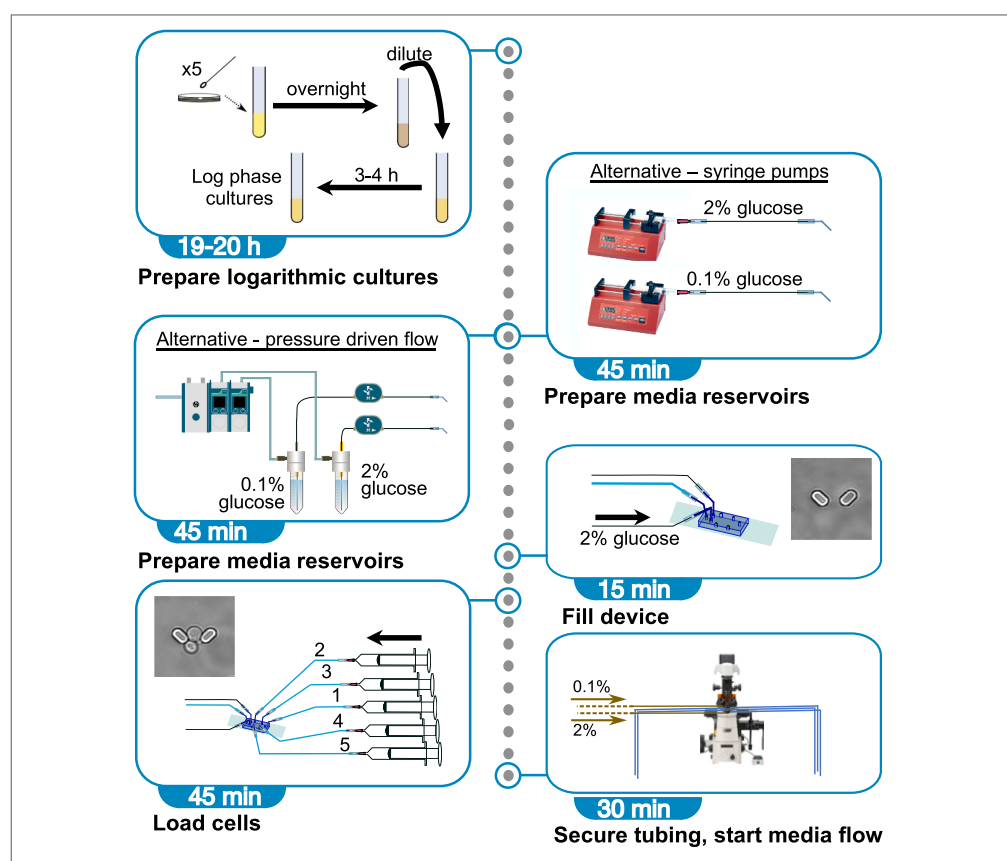 x5
overnight
dilute
3-4 h
Log phase
cultures
19-20 h
Prepare logarithmic cultures
Alternative – syringe pumps
2% glucose
0.1% glucose
45 min
Prepare media reservoirs
Alternative - pressure driven flow
0.1%
glucose
2%
glucose
45 min
Prepare media reservoirs
2% glucose
15 min
Fill device
2
3
1
4
5
45 min
Load cells
0.1%
2%
30 min
Secure tubing, start media flow